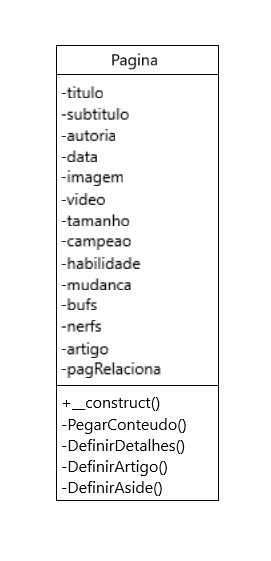 Pagina
-titulo
-subtitulo
-autoria
-data
-imagem
-video
-tamanho
-campeao
-habilidade
-mudanca
-bufs
-nerfs
-artigo
-pagRelaciona
+__construct()
-PegarConteudo()
-DefinirDetalhes()
-DefinirArtigo()
-DefinirAside()